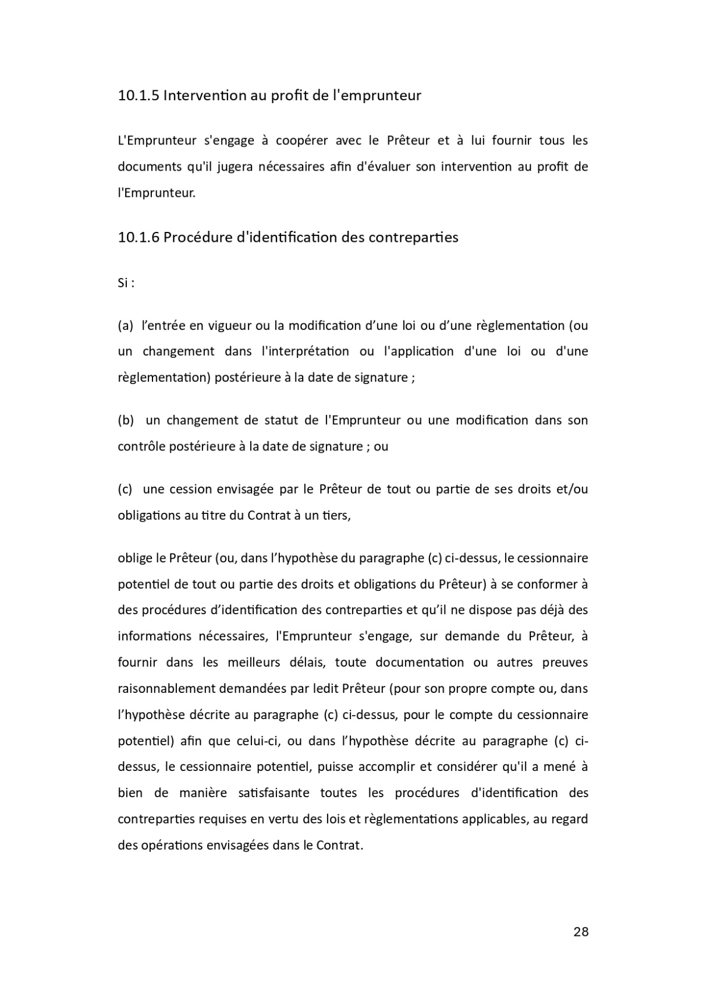 10.1.5 Intervention au profit de l'emprunteur
L'Emprunteur s'engage à coopérer avec le Prêteur et à lui fournir tous les
documents qu'il jugera nécessaires afin d'évaluer son intervention au profit de
l'Emprunteur.
10.1.6 Procédure d'identification des contreparties
Si :
(a) l’entrée en vigueur ou la modification d’une loi ou d’une règlementation (ou
un changement dans l'interprétation ou l'application d'une loi ou d'une
règlementation) postérieure à la date de signature ;
(b) un changement de statut de l'Emprunteur ou une modification dans son
contrôle postérieure à la date de signature ; ou
(c) une cession envisagée par le Prêteur de tout ou partie de ses droits et/ou
obligations au titre du Contrat à un tiers,
oblige le Prêteur (ou, dans l’hypothèse du paragraphe (c) ci-dessus, le cessionnaire
potentiel de tout ou partie des droits et obligations du Prêteur) à se conformer à
des procédures d’identification des contreparties et qu’il ne dispose pas déjà des
informations nécessaires, l'Emprunteur s'engage, sur demande du Prêteur, à
fournir dans les meilleurs délais, toute documentation ou autres preuves
raisonnablement demandées par ledit Prêteur (pour son propre compte ou, dans
l’hypothèse décrite au paragraphe (c) ci-dessus, pour le compte du cessionnaire
potentiel) afin que celui-ci, ou dans l’hypothèse décrite au paragraphe (c) ci-
dessus, le cessionnaire potentiel, puisse accomplir et considérer qu'il a mené à
bien de manière satisfaisante toutes les procédures d'identification des
contreparties requises en vertu des lois et règlementations applicables, au regard
des opérations envisagées dans le Contrat.
28